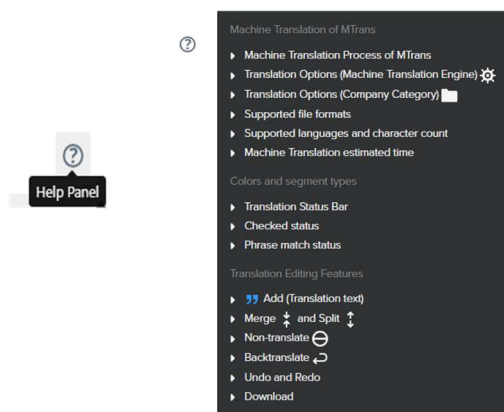 Help Panel
Machine Translation of MTrans
Machine Translation Process of MTrans
Translation Options (Machine Translation Engine)
Translation Options (Company Category)
Supported file formats
Supported languages and character count
Machine Translation estimated time
Colors and segment types
Translation Status Bar
Checked status
Phrase match status
Translation Editing Features
Add (Translation text)
Merge and Split
Non-translate
Backtranslate
Undo and Redo
Download